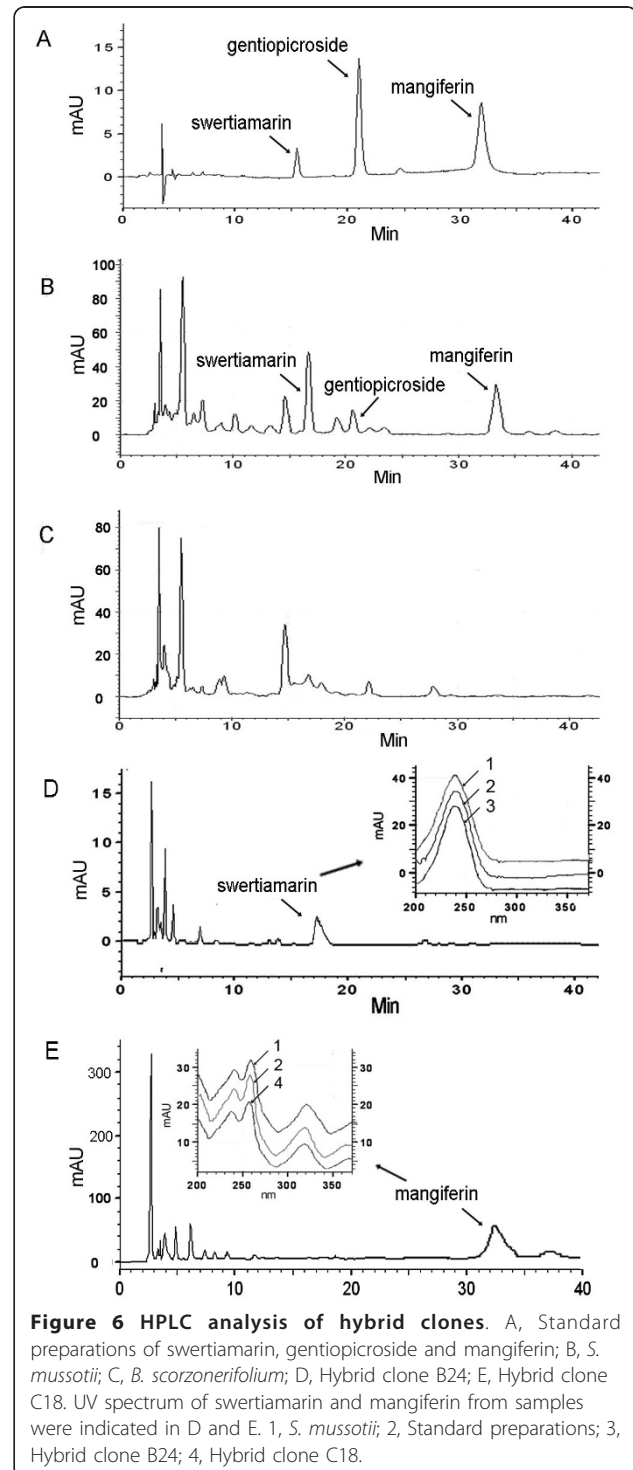 A
gentiopicroside
mangiferin
swertiamarin
mAU
15
10
5
0
0 10 20 30 40
Min
B
swertiamarin
gentiopicroside
mangiferin
mAU
100
80
60
40
20
0
0 10 20 30 40
Min
C
mAU
80
60
40
20
0
0 10 20 30 40
Min
D
swertiamarin
mAU
15
10
5
0
0 10 20 30 40
Min
1
2
3
mAU
40
20
0
40
20
0
200 250 300 350
nm
E
mangiferin
mAU
300
200
100
0
0 10 20 30 40
1
2
4
mAU
30
20
10
30
20
10
200 250 300 350
nm
Figure 6 HPLC analysis of hybrid clones. A, Standard
preparations of swertiamarin, gentiopicroside and mangiferin; B, S.
mussotii; C, B. scorzonerifolium; D, Hybrid clone B24; E, Hybrid clone
C18. UV spectrum of swertiamarin and mangiferin from samples
were indicated in D and E. 1, S. mussotii; 2, Standard preparations; 3,
Hybrid clone B24; 4, Hybrid clone C18.